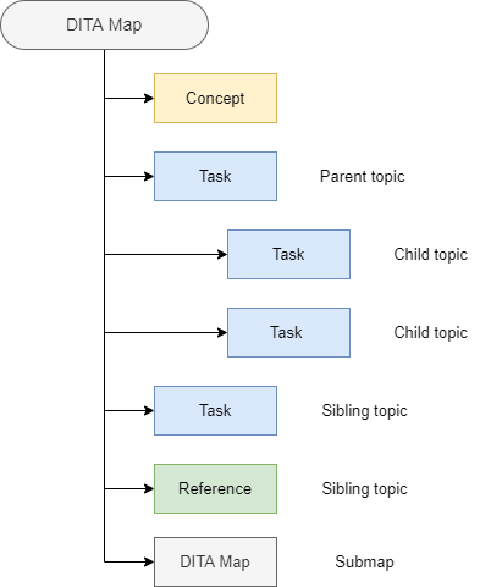 DITA Map
Concept
Task Parent topic
Task Child topic
Task Child topic
Task Sibling topic
Reference Sibling topic
DITA Map Submap